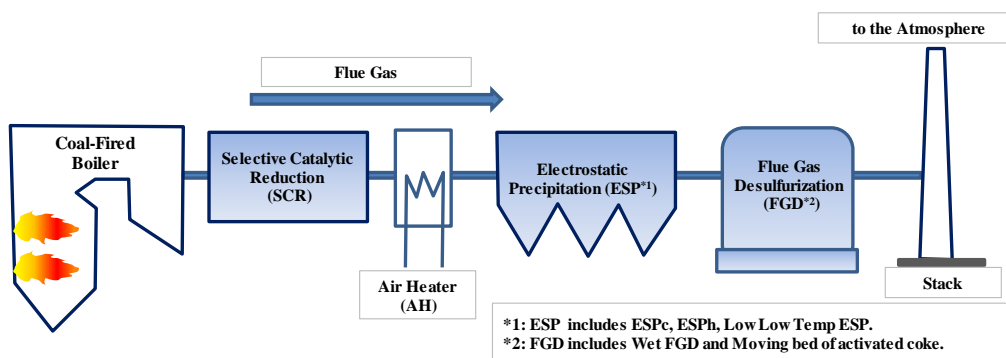 to the Atmosphere
Flue Gas
Coal-Fired
Boiler
Selective Catalytic
Reduction
(SCR)
Electrostatic
Precipitation (ESP*1)
Flue Gas
Desulfurization
(FGD*2)
Air Heater
(AH)
Stack
*1: ESP includes ESPc, ESPh, Low Low Temp ESP.
*2: FGD includes Wet FGD and Moving bed of activated coke.